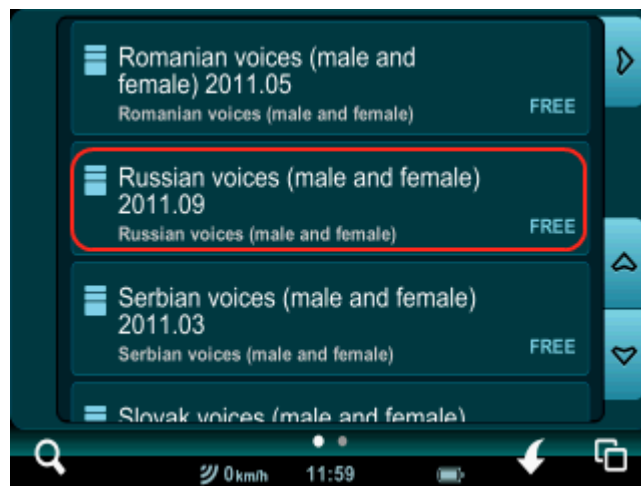 Romanian voices (male and
female) 2011.05
Romanian voices (male and female)
FREE
Russian voices (male and female)
2011.09
Russian voices (male and female)
FREE
Serbian voices (male and female)
2011.03
Serbian voices (male and female)
FREE
Slovak voices (male and female)
0 km/h 11:59